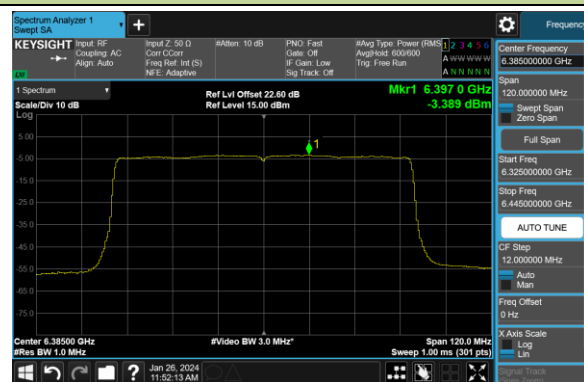 Spectrum Analyzer 1
Swept SA
Frequency
KEYSIGHT
Input: RF
Coupling: AC
Align: Auto
Input Z: 50 Ω
Corr CCorr
Freq Ref: Int (S)
NFE: Adaptive
#Atten: 10 dB
PNO: Fast
Gate: Off
IF Gain: Low
Sig Track: Off
#Avg Type: Power (RMS
Avg|Hold: 600/600
Trig: Free Run
1 2 3 4 5 6
A W W W W W
A N N N N N
LXI
1 Spectrum
Scale/Div 10 dB
Log
Ref Lvl Offset 22.60 dB
Ref Level 15.00 dBm
Mkr1 6.397 0 GHz
-3.389 dBm
5.00
-5.00
-15.0
-25.0
-35.0
-45.0
-55.0
-65.0
-75.0
1
Center 6.38500 GHz
#Res BW 1.0 MHz
#Video BW 3.0 MHz*
Span 120.0 MHz
Sweep 1.00 ms (301 pts)
Center Frequency
6.385000000 GHz
Span
120.000000 MHz
Swept Span
Zero Span
Full Span
Start Freq
6.325000000 GHz
Stop Freq
6.445000000 GHz
AUTO TUNE
CF Step
12.000000 MHz
Auto
Man
Freq Offset
0 Hz
X Axis Scale
Log
Lin
Signal Track
Jan 26, 2024
11:52:13 AM